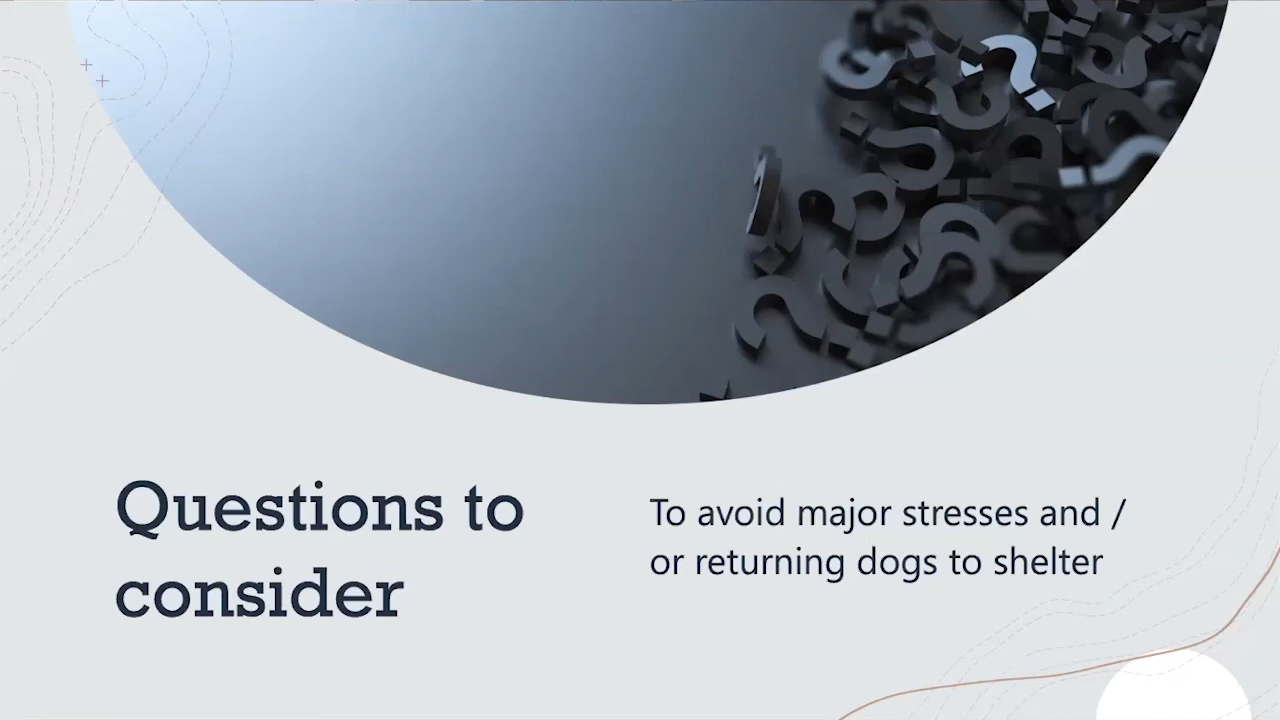 Questions to
consider
To avoid major stresses and /
or returning dogs to shelter